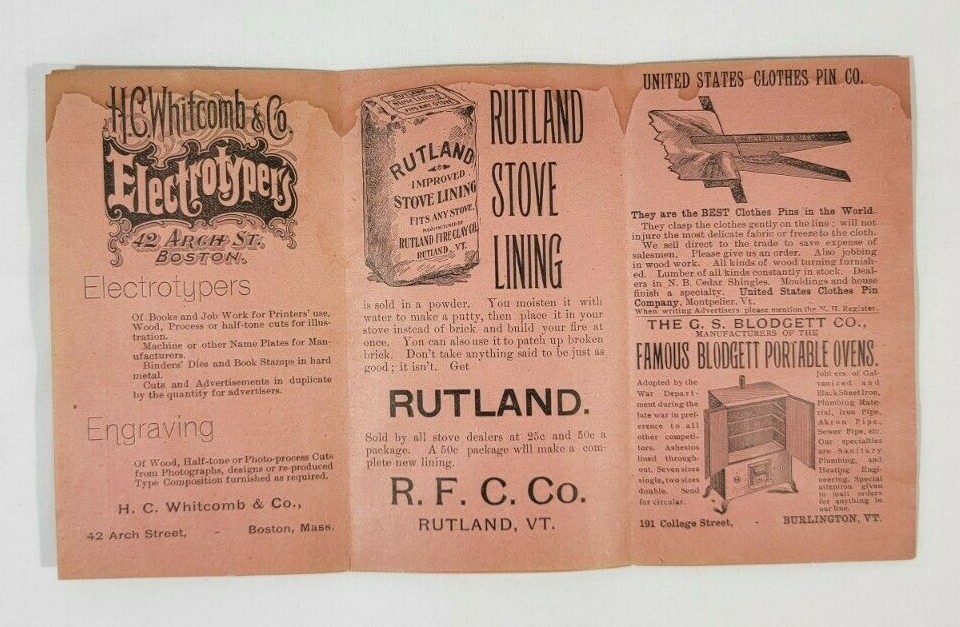 H.C. Whitcomb & Co.
Electrotypers
42 ARCH ST.
BOSTON.
Electrotypers
Of Books and Job Work for Printers' use,
Wood, Process or half-tone cuts for illus-
tration.
Machine or other Name Plates for Man-
ufacturers.
Binders' Dies and Book Stamps in hard
metal.
Cuts and Advertisements in duplicate
by the quantity for advertisers.
Engraving
Of Wood, Half-tone or Photo-process Cuts
from Photographs, designs or re-produced
Type Composition furnished as required.
H. C. Whitcomb & Co.,
42 Arch Street, - Boston, Mass.
RUTLAND
Stove Lining
FITS ANY STOVE
RUTLAND
IMPROVED
STOVE LINING
FITS ANY STOVE.
MANUFACTURED BY
RUTLAND FIRE CLAY CO.
RUTLAND, VT.
RUTLAND
STOVE
LINING
is sold in a powder. You moisten it with
water to make a putty, then place it in your
stove instead of brick and build your fire at
once. You can also use it to patch up broken
brick. Don't take anything said to be just as
good; it isn't. Get
RUTLAND.
Sold by all stove dealers at 25c and 50c a
package. A 50c package will make a com-
plete new lining.
R. F. C. Co.
RUTLAND, VT.
UNITED STATES CLOTHES PIN CO.
They are the BEST Clothes Pins in the World.
They clasp the clothes gently on the line; will not
injure the most delicate fabric or freeze to the cloth.
We sell direct to the trade to save expense of
salesmen. Please give us an order. Also jobbing
in wood work. All kinds of wood turning furnish-
ed. Lumber of all kinds constantly in stock. Deal-
ers in N. B. Cedar Shingles. Mouldings and house
finish a specialty. United States Clothes Pin
Company, Montpelier, Vt.
When writing Advertisers please mention the N. H. Register.
THE G. S. BLODGETT CO.,
MANUFACTURERS OF THE
FAMOUS BLODGETT PORTABLE OVENS.
Adopted by the
War Depart-
ment during the
late war in pref-
erence to all
other competi-
tors. Asbestos
lined through-
out. Seven sizes
single, two sizes
double. Send
for circular.
Jobbers of Gal-
vanized and
Black Sheet Iron,
Plumbing Mate-
rial, Iron Pipe,
Akron Pipe,
Sewer Pipe, etc.
Our specialties
are Sanitary
Plumbing, and
Heating Engi-
neering. Special
attention given
to mail orders
for anything in
our line.
191 College Street, - BURLINGTON, VT.